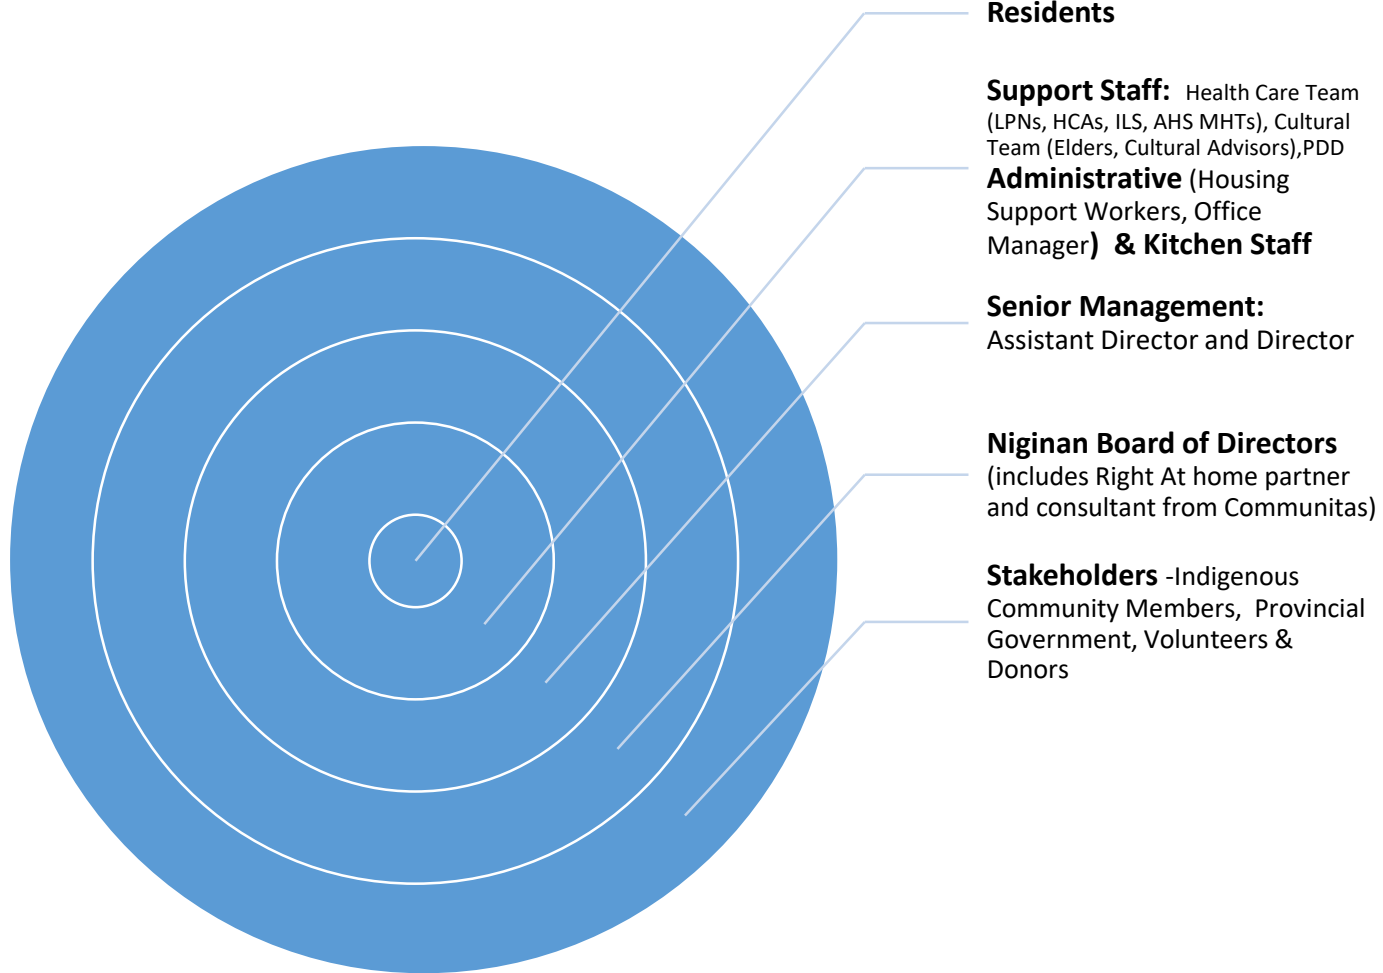 Residents
Support Staff: Health Care Team
(LPNs, HCAs, ILS, AHS MHTs), Cultural
Team (Elders, Cultural Advisors),PDD
Administrative (Housing
Support Workers, Office
Manager) & Kitchen Staff
Senior Management:
Assistant Director and Director
Niginan Board of Directors
(includes Right At home partner
and consultant from Communitas)
Stakeholders -Indigenous
Community Members, Provincial
Government, Volunteers &
Donors